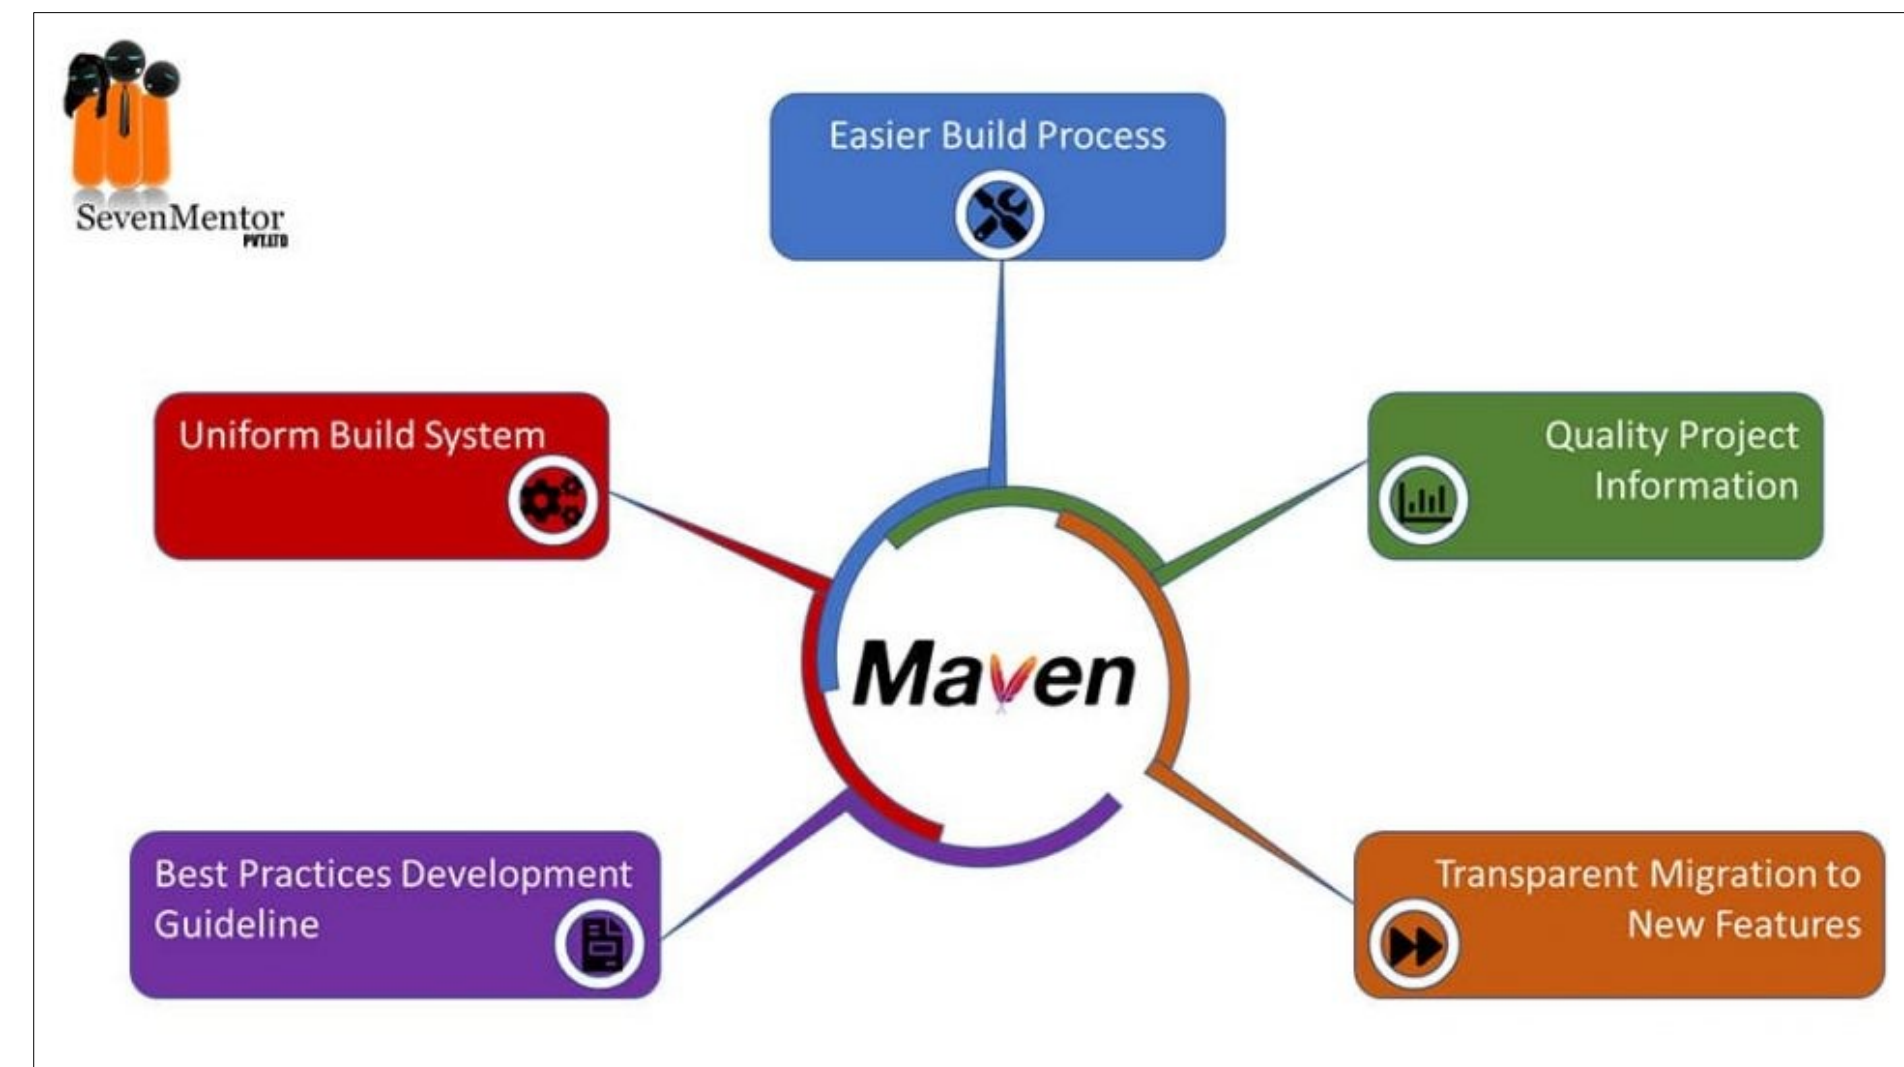 SevenMentor
PVT.LTD
Easier Build Process
Uniform Build System
Quality Project
Information
Maven
Best Practices Development
Guideline
Transparent Migration to
New Features